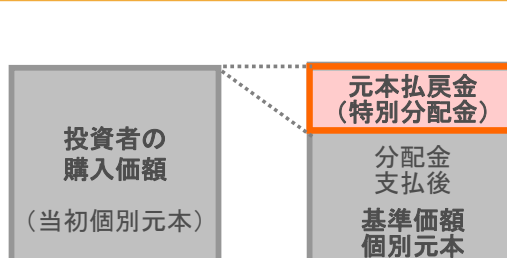 投資者の
購入価額
（当初個別元本）
元本払戻金
（特別分配金）
分配金
支払後
基準価額
個別元本